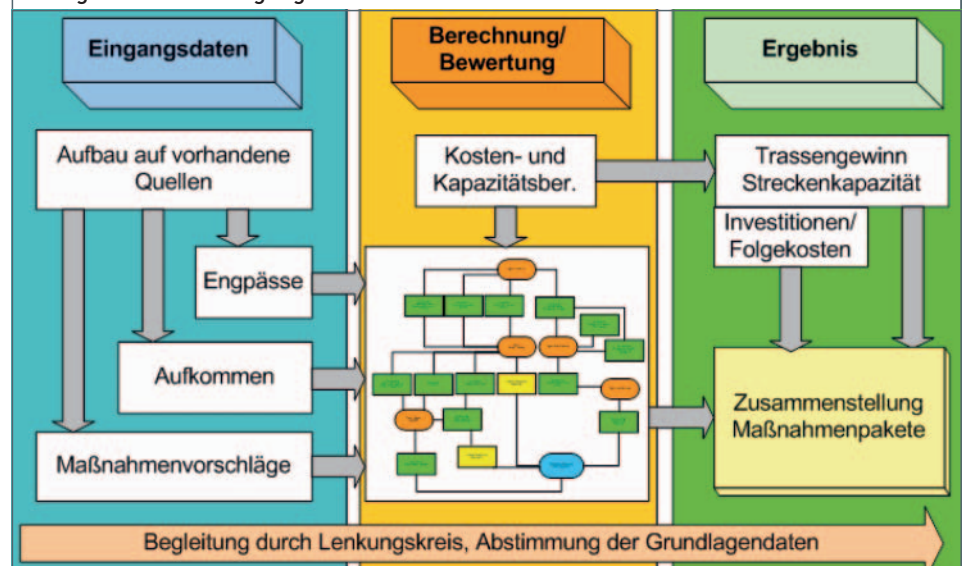 Eingangsdaten
Berechnung/
Bewertung
Ergebnis
Aufbau auf vorhandene
Quellen
Engpässe
Aufkommen
Maßnahmenvorschläge
Kosten- und
Kapazitätsber.
Trassengewinn
Streckenkapazität
Investitionen/
Folgekosten
Zusammenstellung
Maßnahmenpakete
Begleitung durch Lenkungskreis, Abstimmung der Grundlagendaten